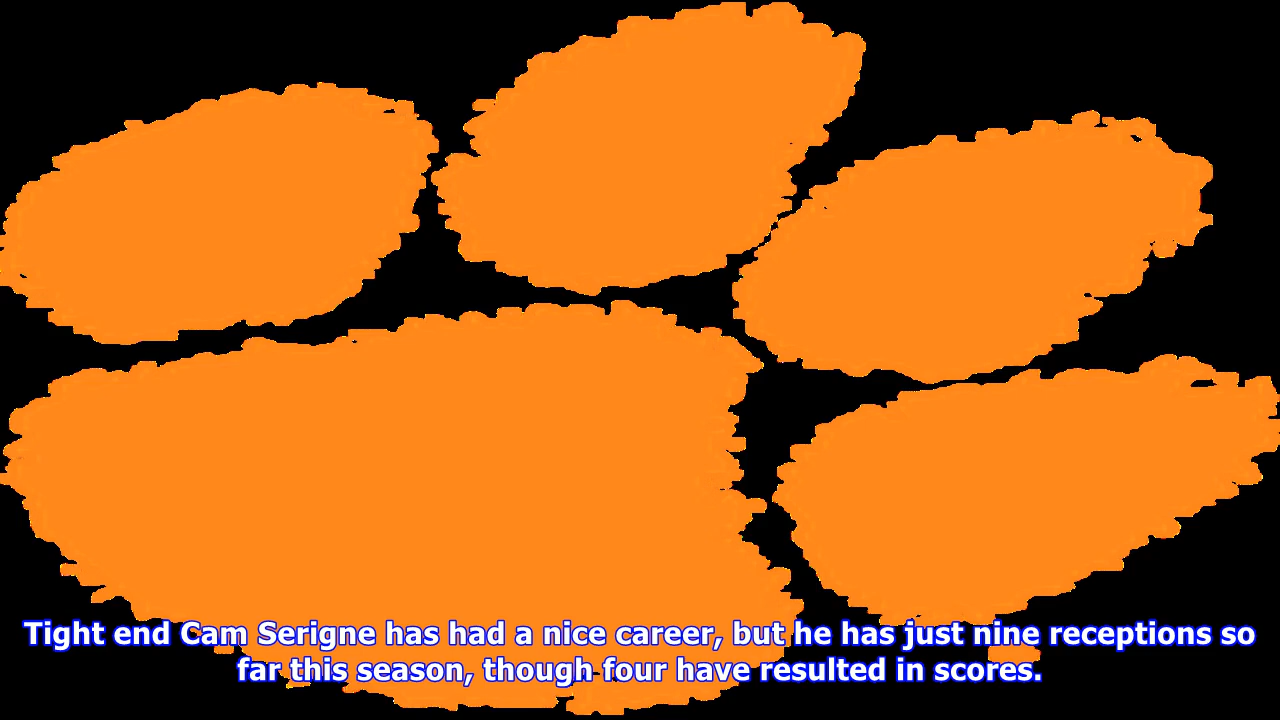 Tight end Cam Serigne has had a nice career, but he has just nine receptions so
far this season, though four have resulted in scores.